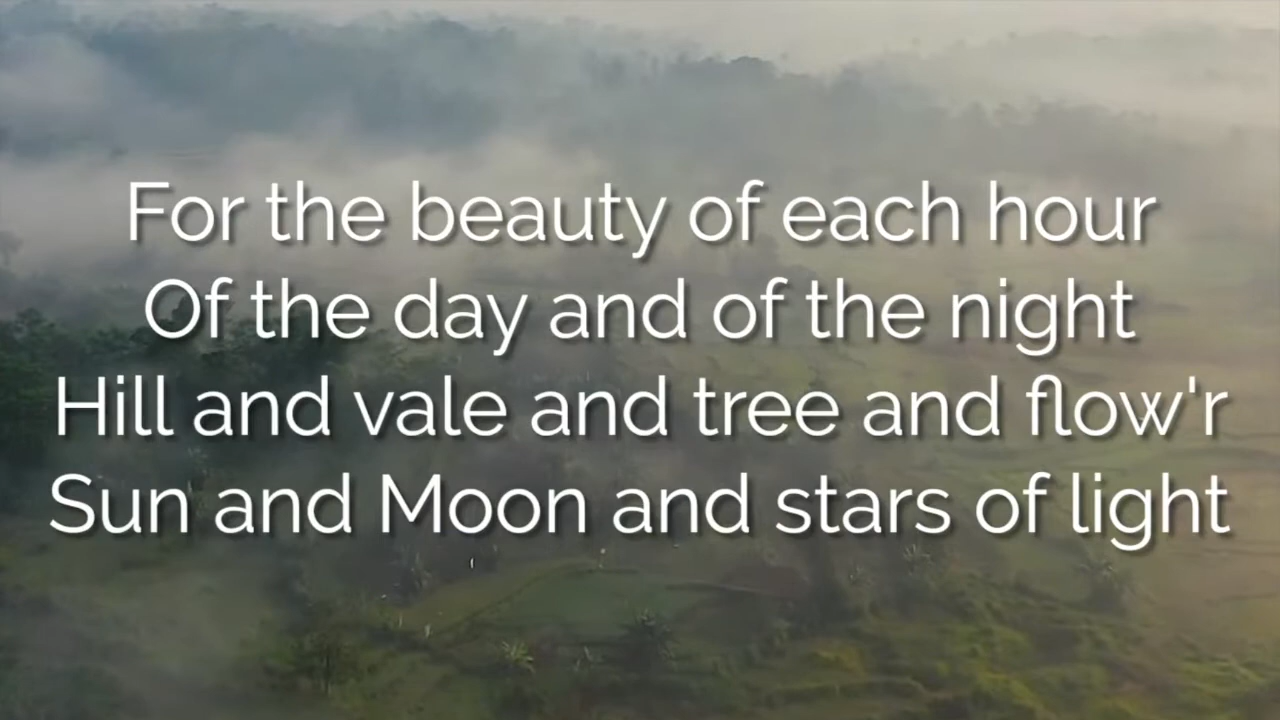 For the beauty of each hour
Of the day and of the night
Hill and vale and tree and flow'r
Sun and Moon and stars of light